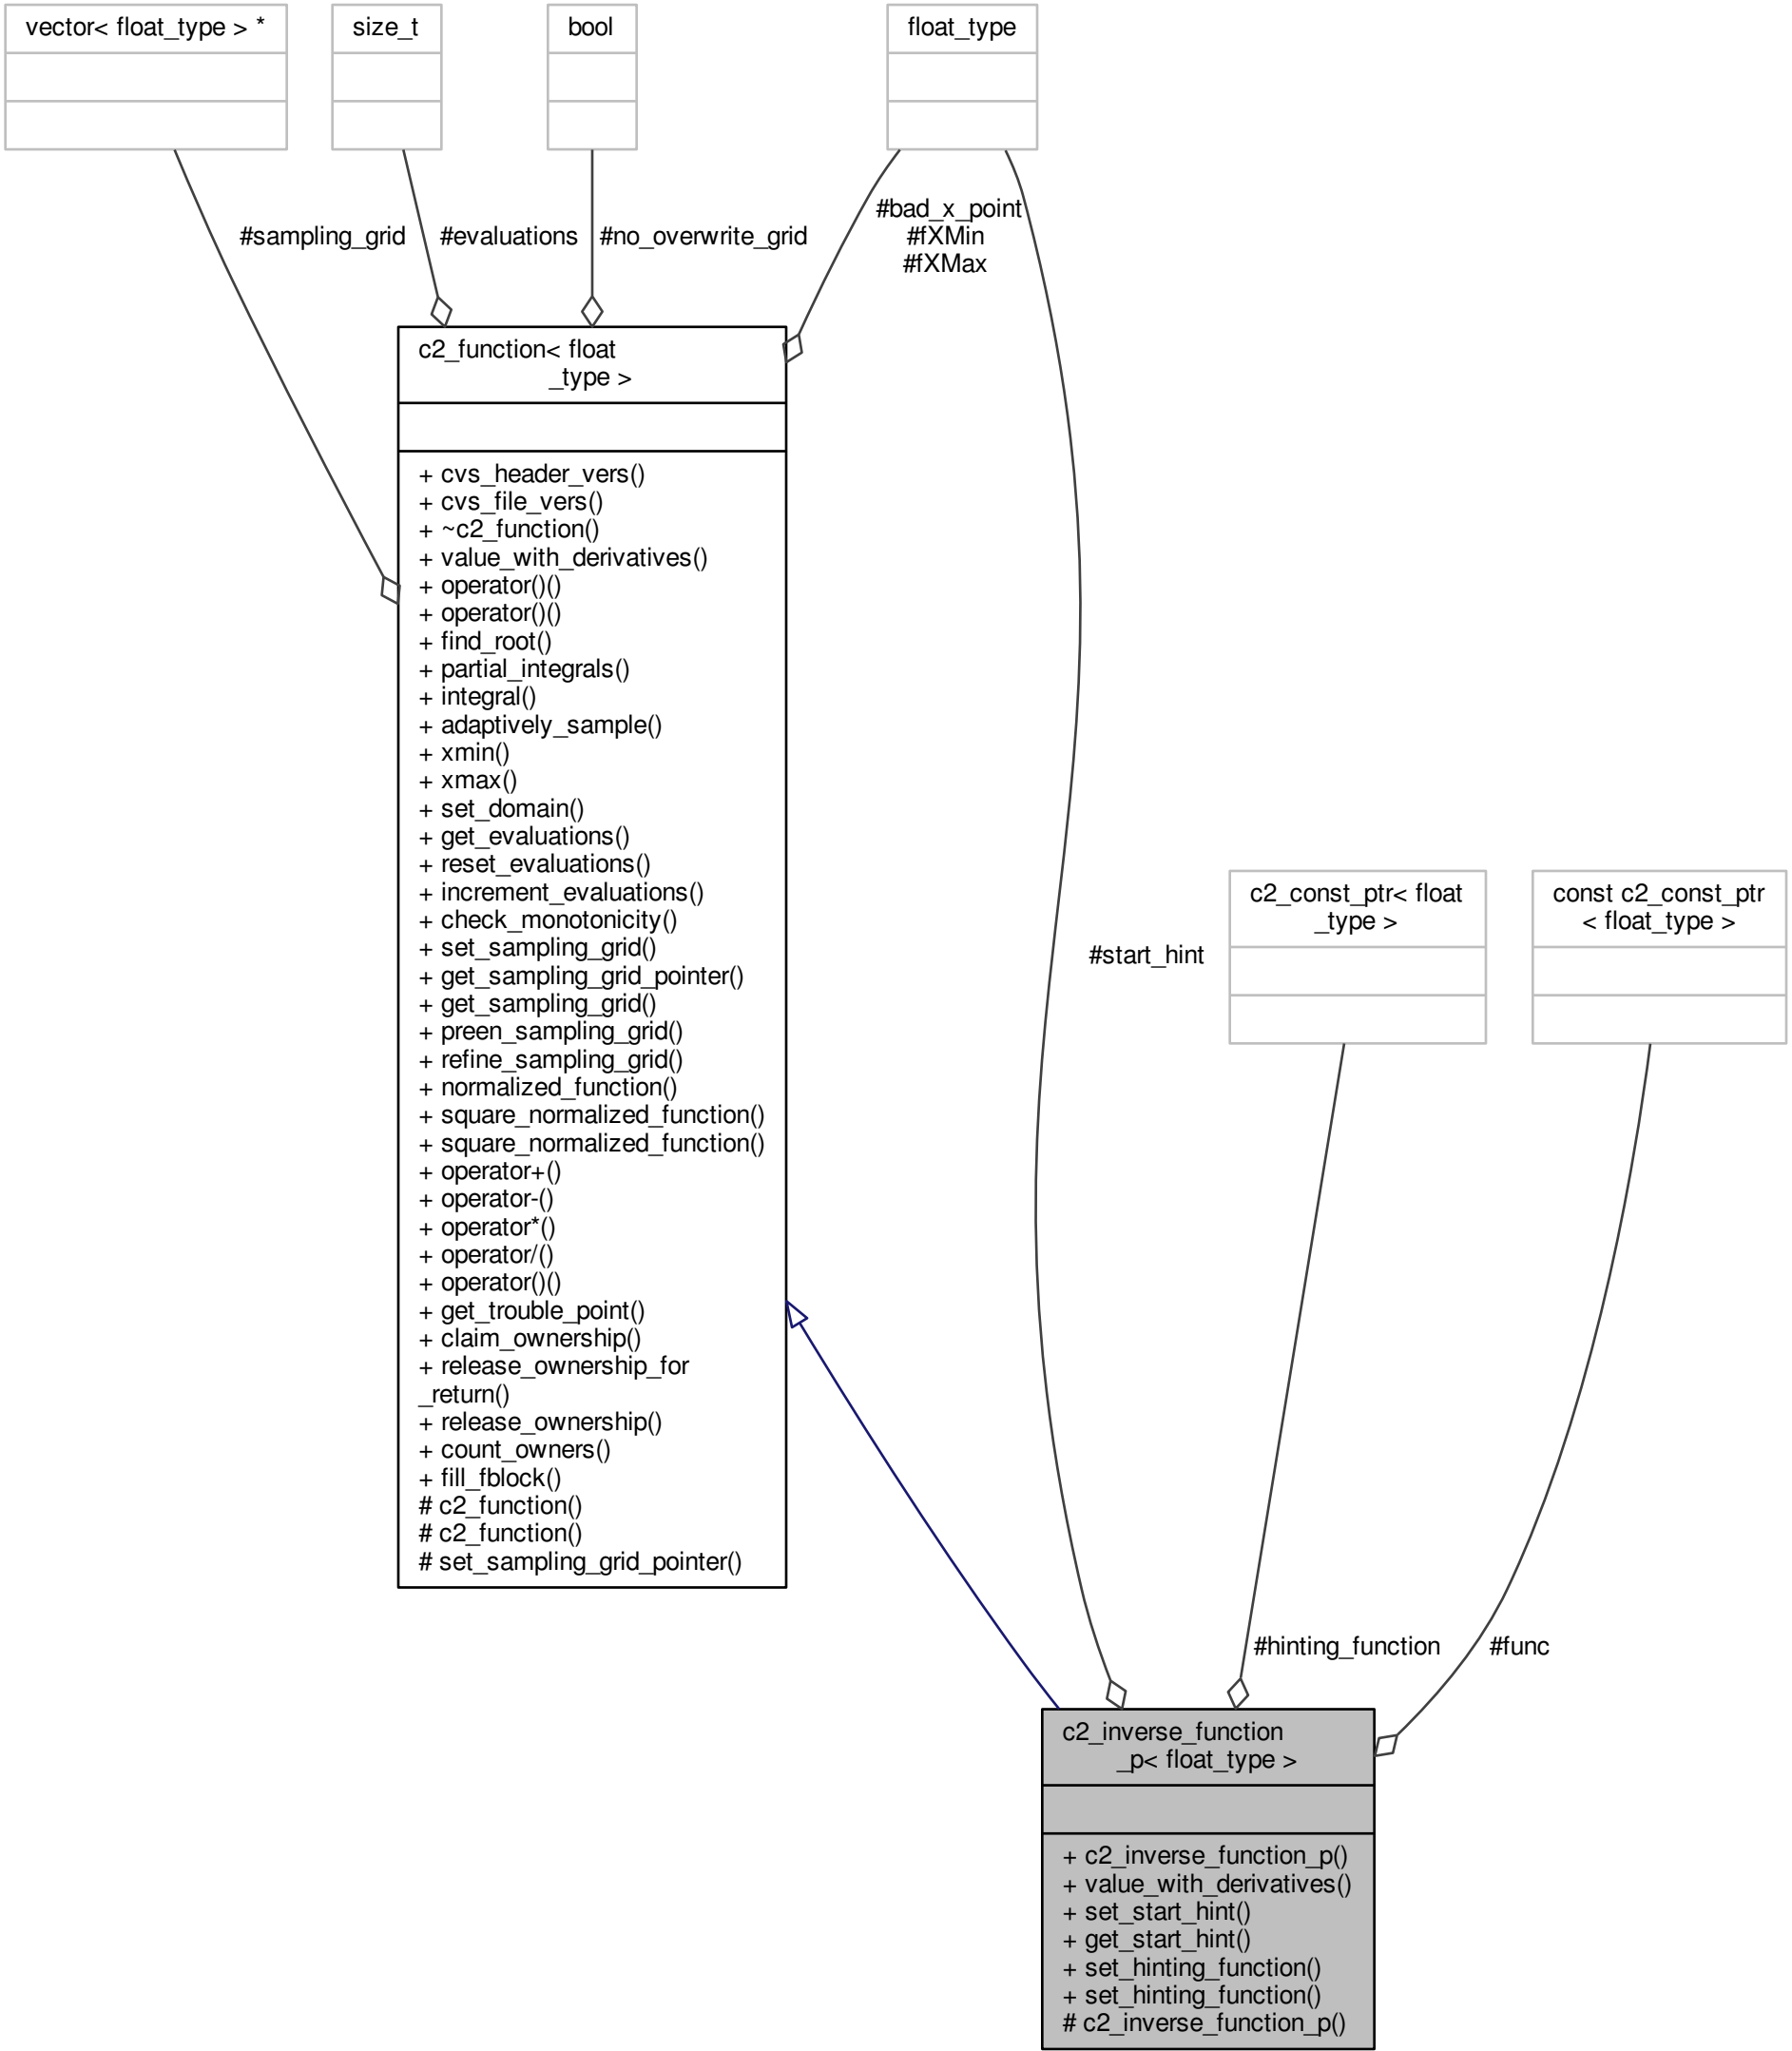 vector< float_type > *
size_t
bool
float_type
#sampling_grid
#evaluations
#no_overwrite_grid
#bad_x_point
#fXMin
#fXMax
c2_function< float
_type >
+ cvs_header_vers()
+ cvs_file_vers()
+ ~c2_function()
+ value_with_derivatives()
+ operator()()
+ operator()()
+ find_root()
+ partial_integrals()
+ integral()
+ adaptively_sample()
+ xmin()
+ xmax()
+ set_domain()
+ get_evaluations()
+ reset_evaluations()
+ increment_evaluations()
+ check_monotonicity()
+ set_sampling_grid()
+ get_sampling_grid_pointer()
+ get_sampling_grid()
+ preen_sampling_grid()
+ refine_sampling_grid()
+ normalized_function()
+ square_normalized_function()
+ square_normalized_function()
+ operator+()
+ operator-()
+ operator*()
+ operator/()
+ operator()()
+ get_trouble_point()
+ claim_ownership()
+ release_ownership_for
_return()
+ release_ownership()
+ count_owners()
+ fill_fblock()
# c2_function()
# c2_function()
# set_sampling_grid_pointer()
#start_hint
c2_const_ptr< float
_type >
const c2_const_ptr
< float_type >
#hinting_function
#func
c2_inverse_function
_p< float_type >
+ c2_inverse_function_p()
+ value_with_derivatives()
+ set_start_hint()
+ get_start_hint()
+ set_hinting_function()
+ set_hinting_function()
# c2_inverse_function_p()